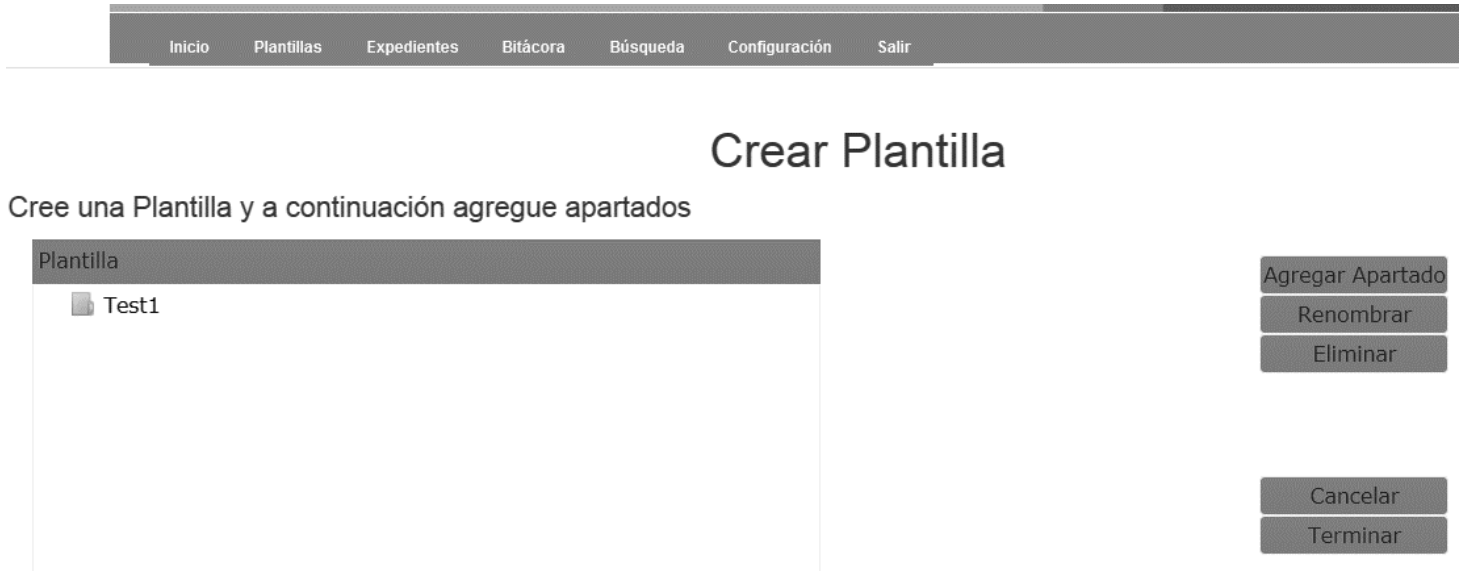 Inicio Plantillas Expedientes Bitácora Búsqueda Configuración Salir
Crear Plantilla
Cree una Plantilla y a continuación agregue apartados
Plantilla
Test1
Agregar Apartado
Renombrar
Eliminar
Cancelar
Terminar